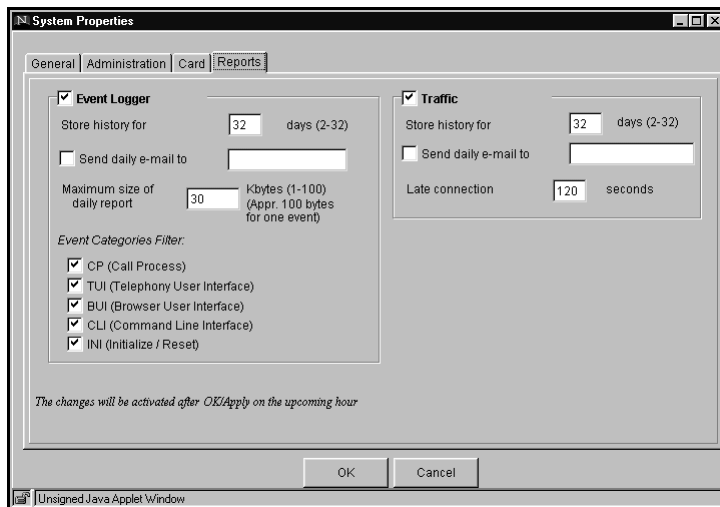 System Properties
General Administration Card Reports
Event Logger
Store history for 32 days (2-32)
Send daily e-mail to
Maximum size of daily report 30 Kbytes (1-100) (Appr. 100 bytes for one event)
Event Categories Filter:
CP (Call Process)
TUI (Telephony User Interface)
BUI (Browser User Interface)
CLI (Command Line Interface)
INI (Initialize / Reset)
Traffic
Store history for 32 days (2-32)
Send daily e-mail to
Late connection 120 seconds
The changes will be activated after OK/Apply on the upcoming hour
OK Cancel
Unsigned Java Applet Window